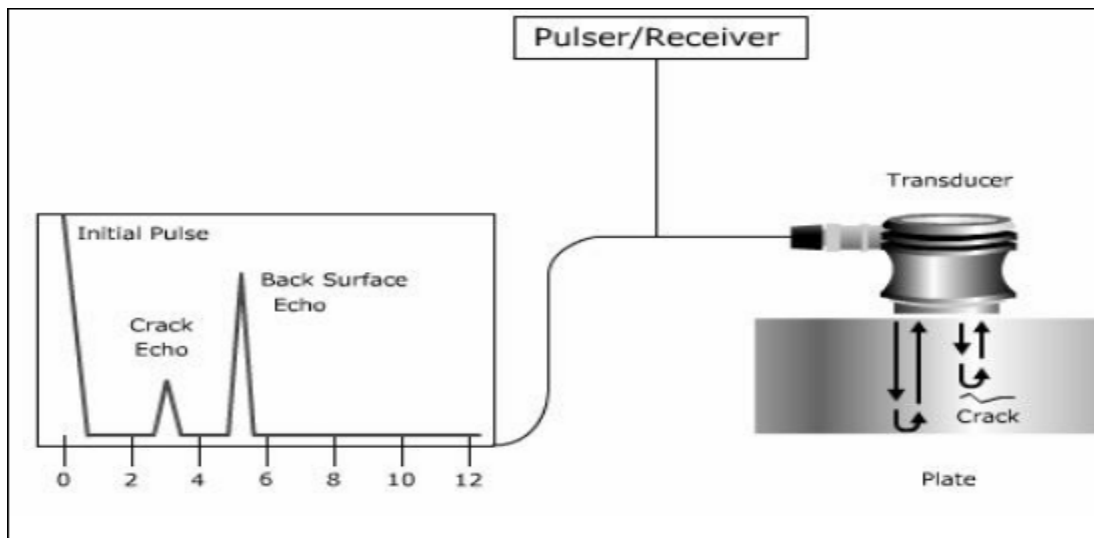 Pulser/Receiver
Transducer
Initial Pulse
Back Surface
Echo
Crack
Echo
Crack
0 2 4 6 8 10 12
Plate